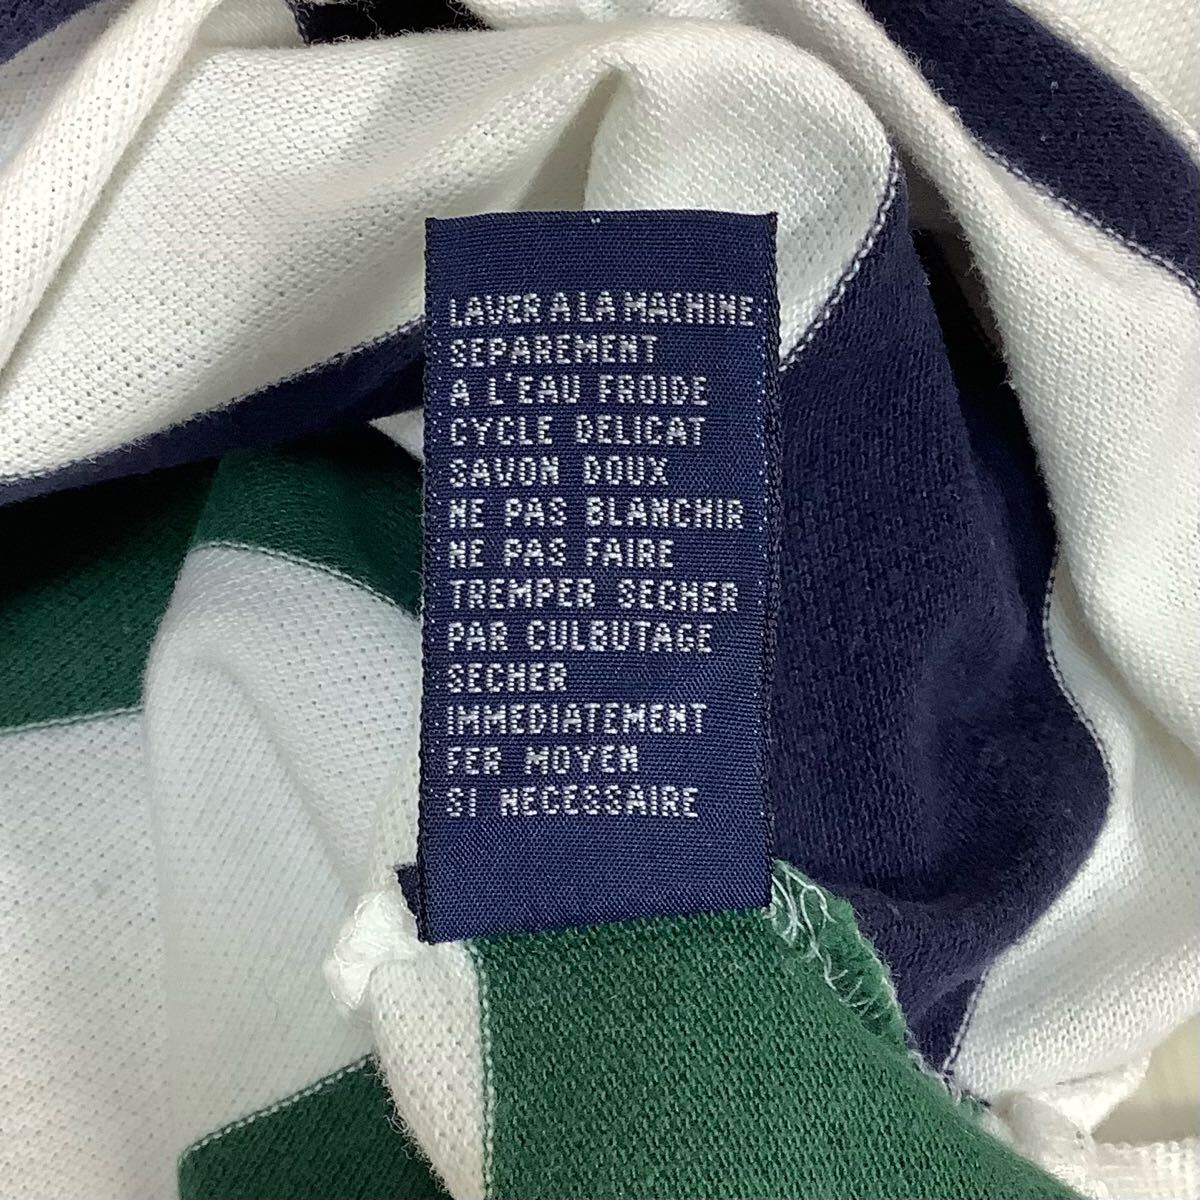 LAVER A LA MACHINE
SEPAREMENT
A L'EAU FROIDE
CYCLE DELICAT
SAVON DOUX
NE PAS BLANCHIR
NE PAS FAIRE
TREMPER SECHER
PAR CULBUTAGE
SECHER
IMMEDIATEMENT
FER MOYEN
SI NECESSAIRE